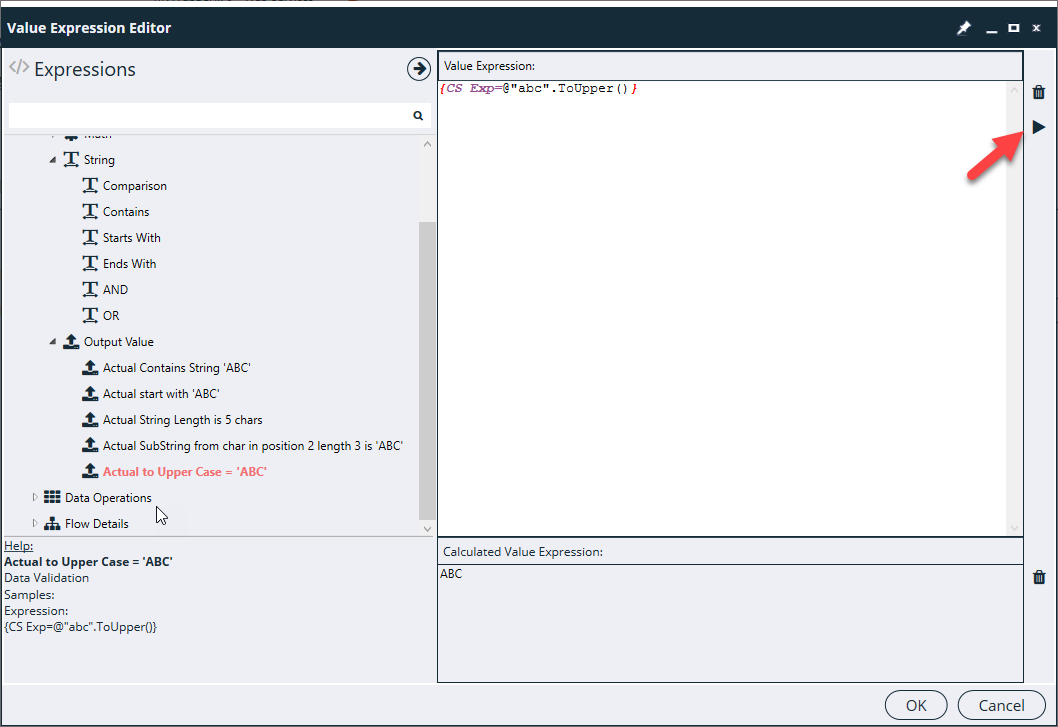 Value Expression Editor
</> Expressions
Math
String
Comparison
Contains
Starts With
Ends With
AND
OR
Output Value
Actual Contains String 'ABC'
Actual start with 'ABC'
Actual String Length is 5 chars
Actual SubString from char in position 2 length 3 is 'ABC'
Actual to Upper Case = 'ABC'
Data Operations
Flow Details
Help:
Actual to Upper Case = 'ABC'
Data Validation
Samples:
Expression:
{CS Exp=@"abc".ToUpper()}
Value Expression:
{CS Exp=@"abc".ToUpper()}
Calculated Value Expression:
ABC
OK
Cancel